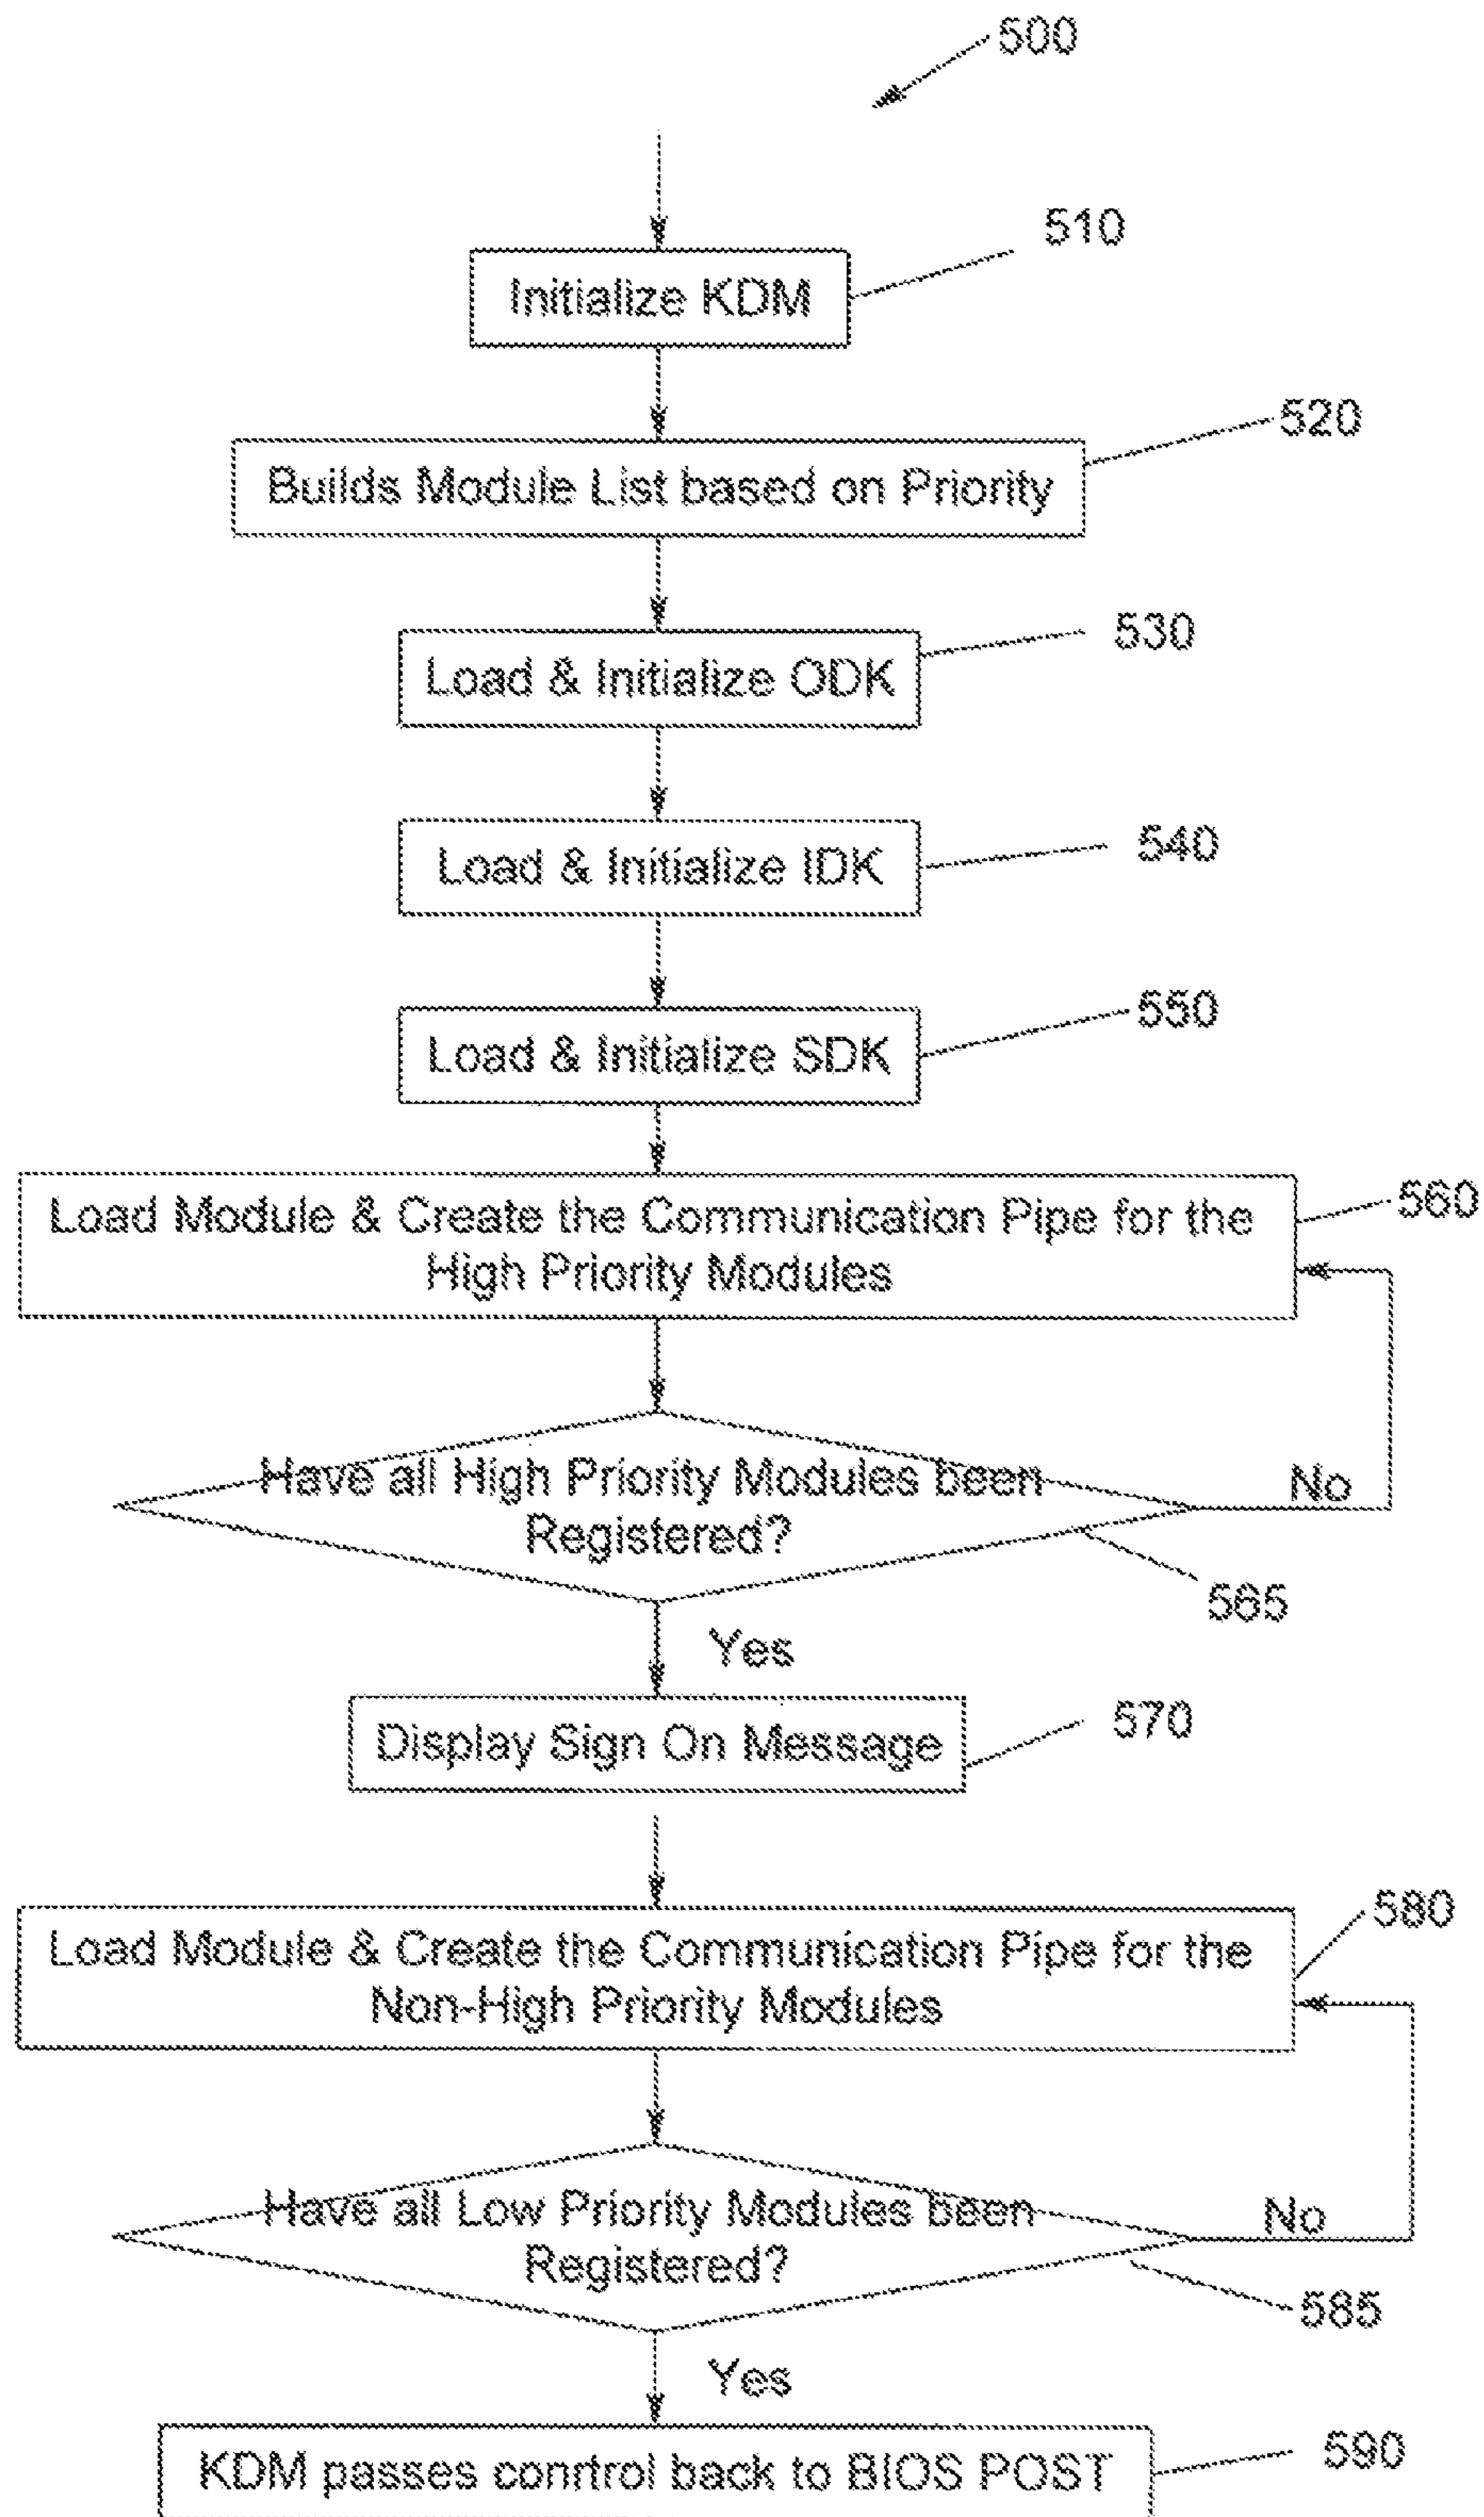 500
510
Initialize KDM
520
Builds Module List based on Priority
530
Load & Initialize ODK
540
Load & Initialize IDK
550
Load & Initialize SDK
560
Load Module & Create the Communication Pipe for the
High Priority Modules
Have all High Priority Modules been
Registered?
No
565
Yes
570
Display Sign On Message
580
Load Module & Create the Communication Pipe for the
Non-High Priority Modules
Have all Low Priority Modules been
Registered?
No
585
Yes
KDM passes conrtrol back to BIOS POST
590